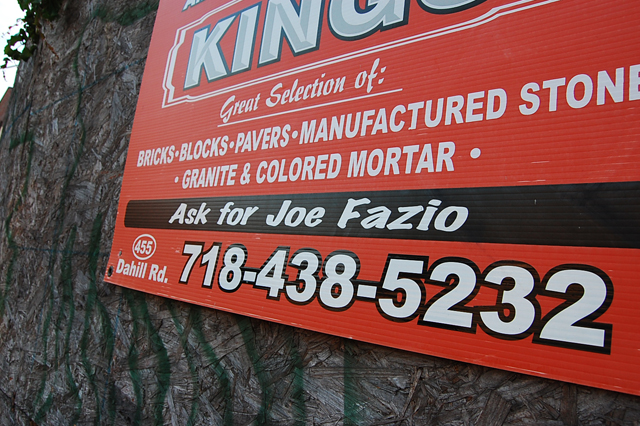 KINGS
Great Selection of:
BRICKS•BLOCKS•PAVERS•MANUFACTURED STONE
• GRANITE & COLORED MORTAR •
Ask for Joe Fazio
455
Dahill Rd.
718-438-5232